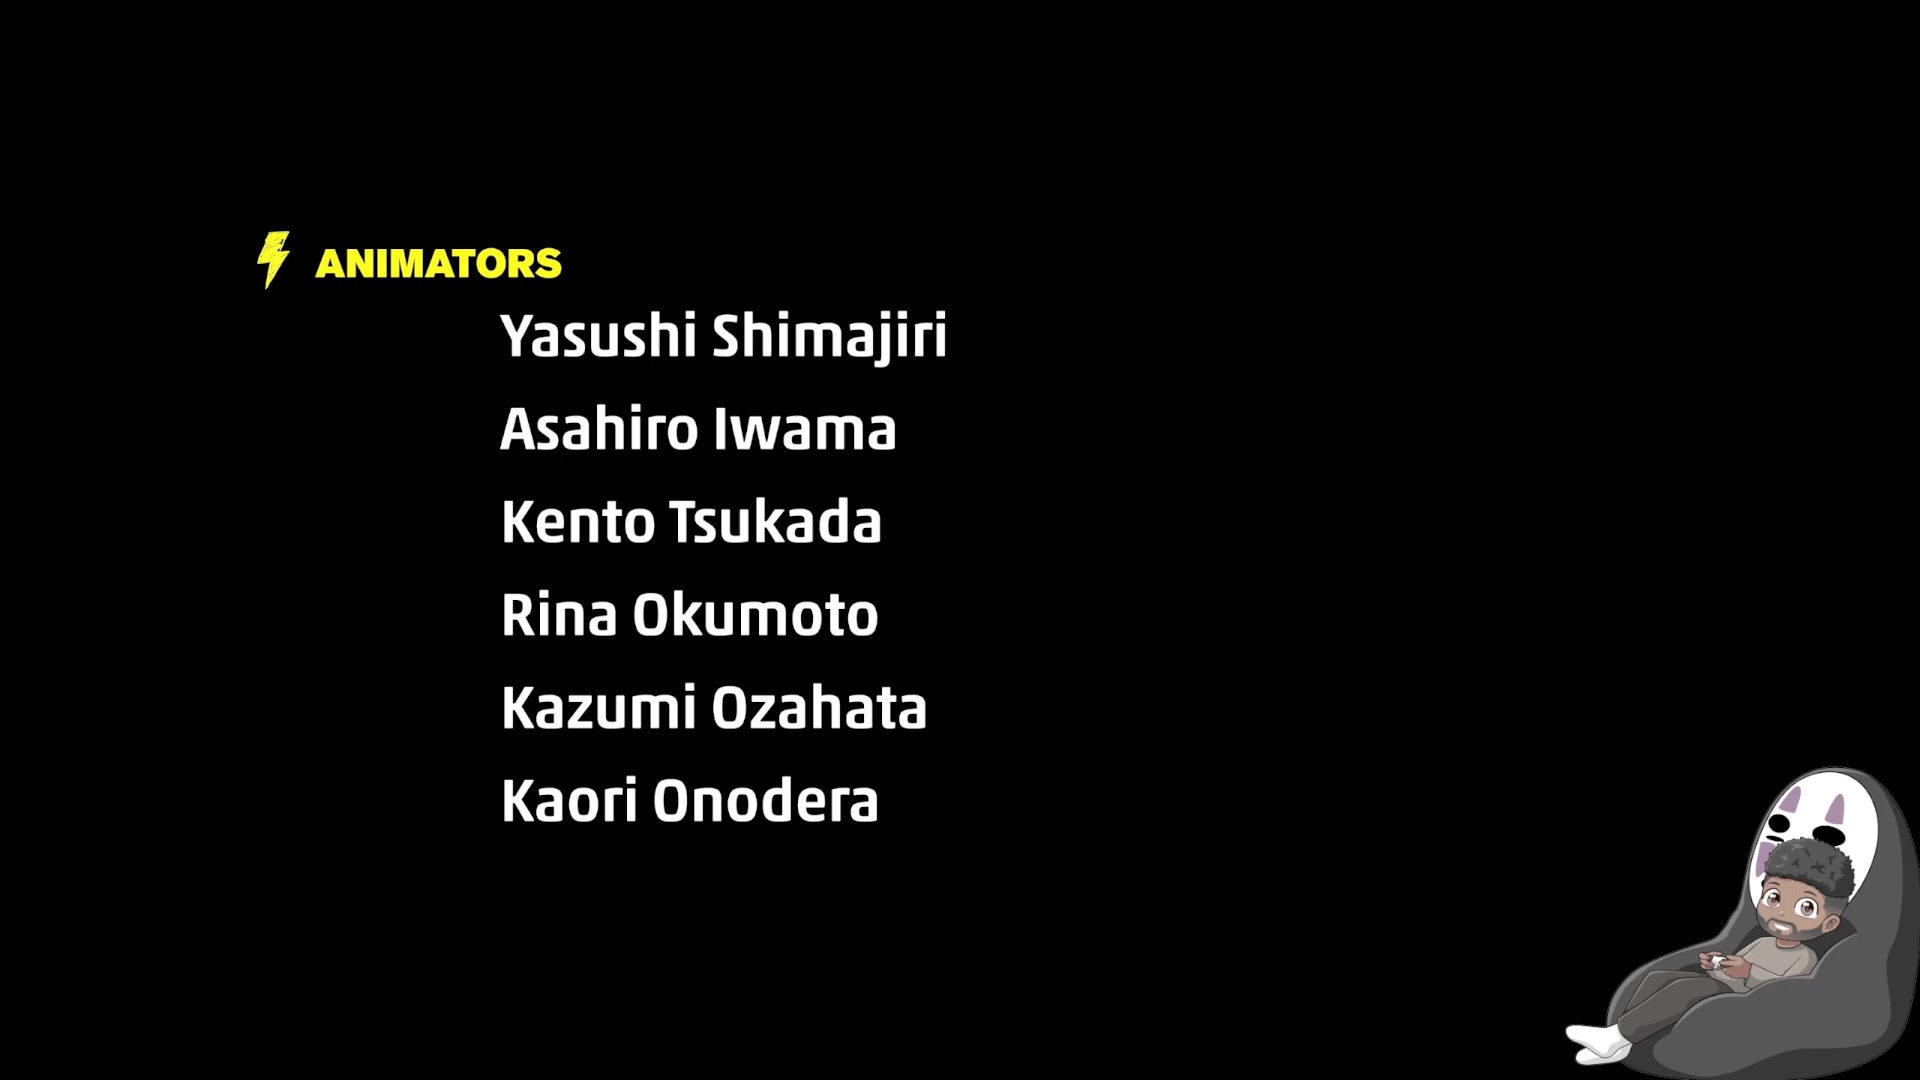 ANIMATORS
Yasushi Shimajiri
Asahiro Iwama
Kento Tsukada
Rina Okumoto
Kazumi Ozahata
Kaori Onodera